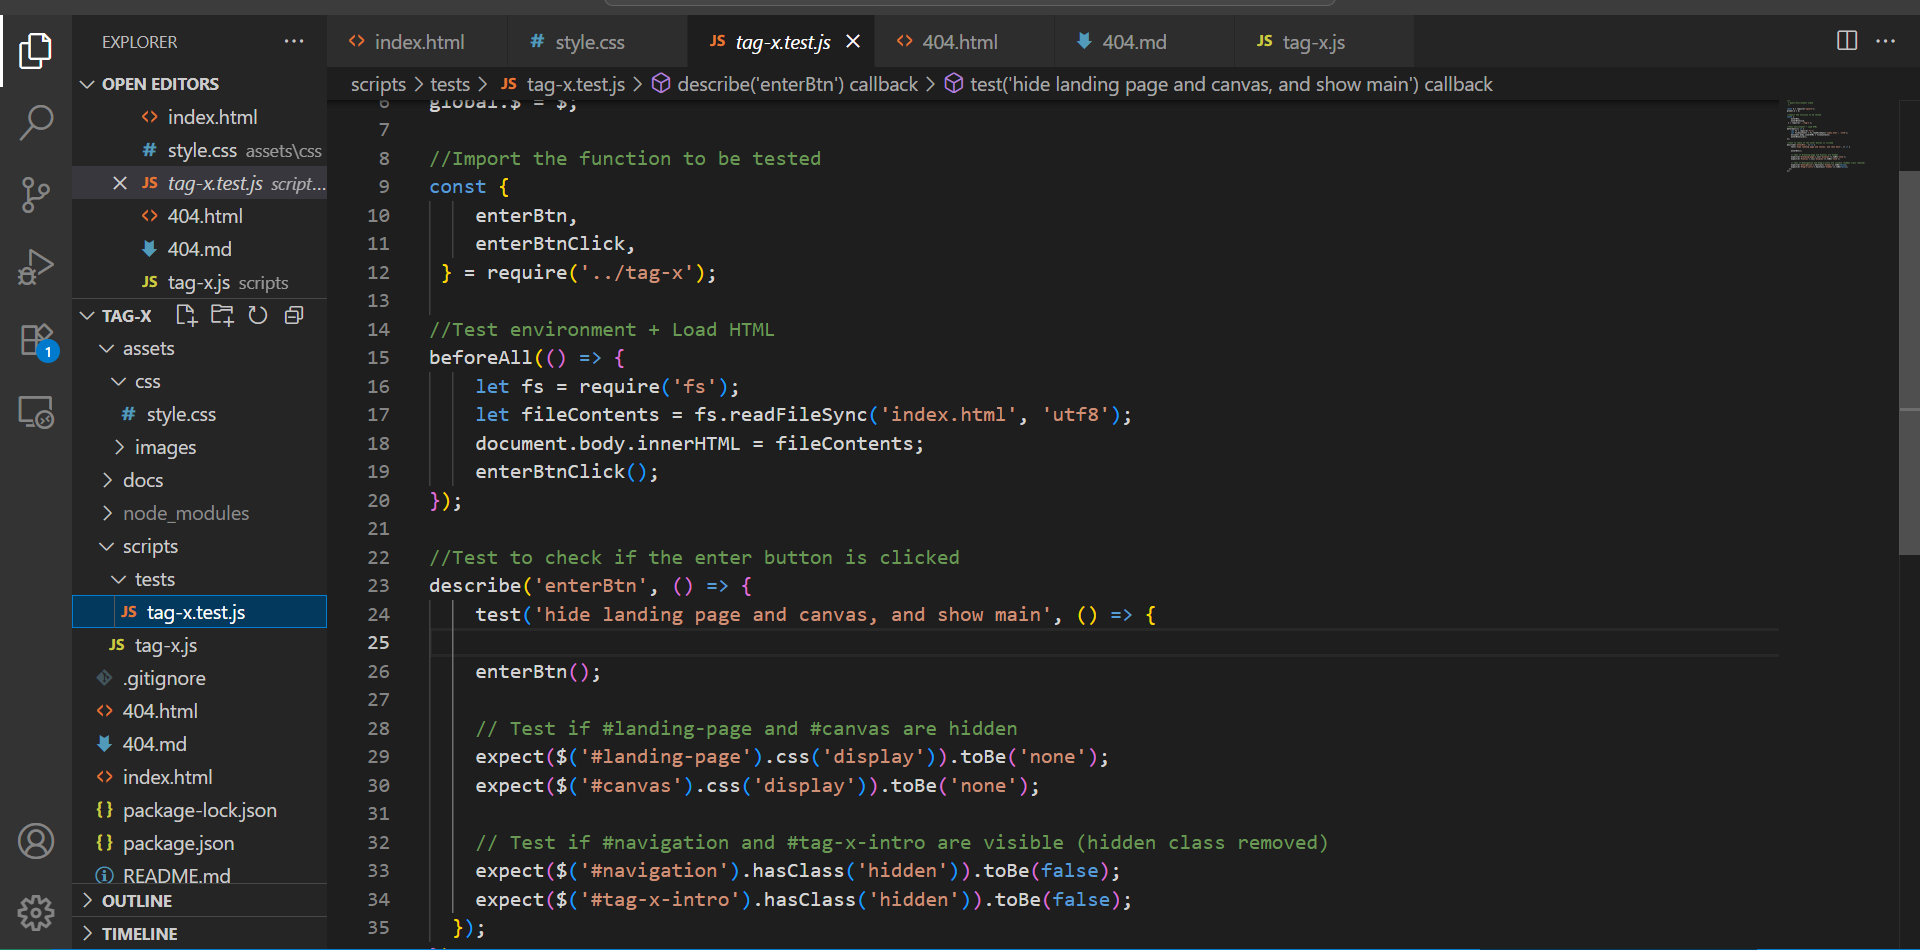 EXPLORER
OPEN EDITORS
index.html
style.css assets\css
tag-x.test.js script...
404.html
404.md
tag-x.js scripts
TAG-X
assets
css
style.css
images
docs
node_modules
scripts
tests
tag-x.test.js
tag-x.js
.gitignore
404.html
404.md
index.html
package-lock.json
package.json
README.md
OUTLINE
TIMELINE
1
index.html
style.css
tag-x.test.js
404.html
404.md
tag-x.js
scripts > tests > JS tag-x.test.js > describe('enterBtn') callback > test('hide landing page and canvas, and show main') callback
6 global.$ = $;
7
8 //Import the function to be tested
9 const {
10 enterBtn,
11 enterBtnClick,
12 } = require('../tag-x');
13
14 //Test environment + Load HTML
15 beforeAll(() => {
16 let fs = require('fs');
17 let fileContents = fs.readFileSync('index.html', 'utf8');
18 document.body.innerHTML = fileContents;
19 enterBtnClick();
20 });
21
22 //Test to check if the enter button is clicked
23 describe('enterBtn', () => {
24 test('hide landing page and canvas, and show main', () => {
25
26 enterBtn();
27
28 // Test if #landing-page and #canvas are hidden
29 expect($('#landing-page').css('display')).toBe('none');
30 expect($('#canvas').css('display')).toBe('none');
31
32 // Test if #navigation and #tag-x-intro are visible (hidden class removed)
33 expect($('#navigation').hasClass('hidden')).toBe(false);
34 expect($('#tag-x-intro').hasClass('hidden')).toBe(false);
35 });